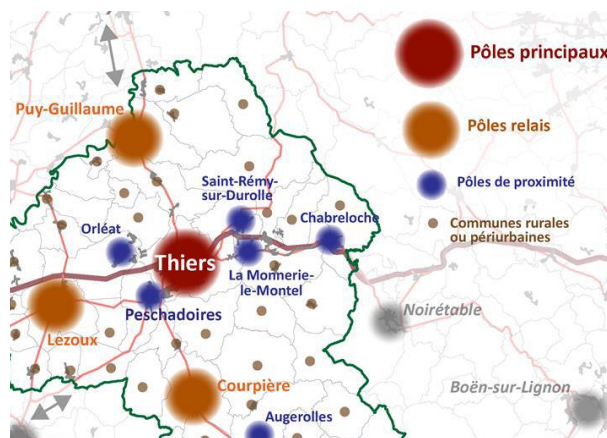 Pôles principaux
Puy-Guillaume
Pôles relais
Saint-Rémy-
sur-Durolle
Pôles de proximité
Orléat
Chabreloche
Communes rurales
ou périurbaines
Thiers
La Monnerie-
le-Montel
Peschadoires
Noirétable
Lezoux
Courpière
Boën-sur-Lignon
Augerolles